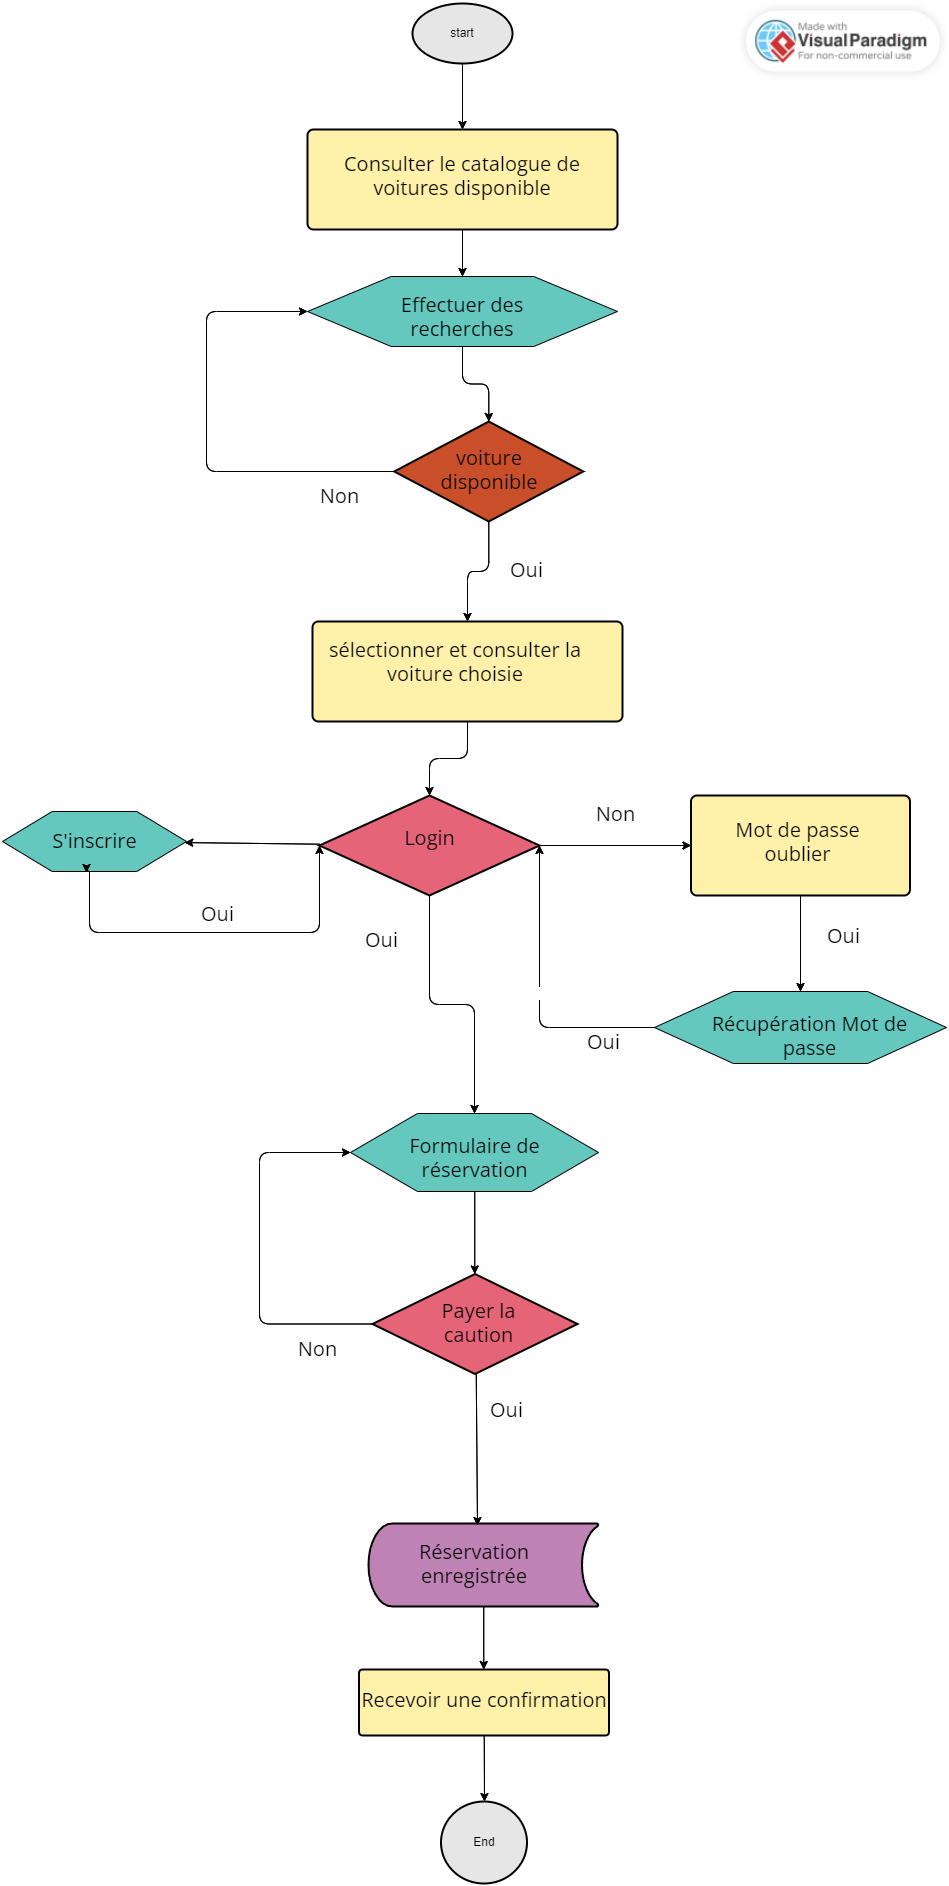 start
Made with
Visual Paradigm
For non-commercial use
Consulter le catalogue de
voitures disponible
Effectuer des
recherches
voiture
disponible
Non
Oui
sélectionner et consulter la
voiture choisie
Login
S'inscrire
Non
Mot de passe
oublier
Oui
Oui
Oui
Récupération Mot de
passe
Oui
Formulaire de
réservation
Payer la
caution
Non
Oui
Réservation
enregistrée
Recevoir une confirmation
End